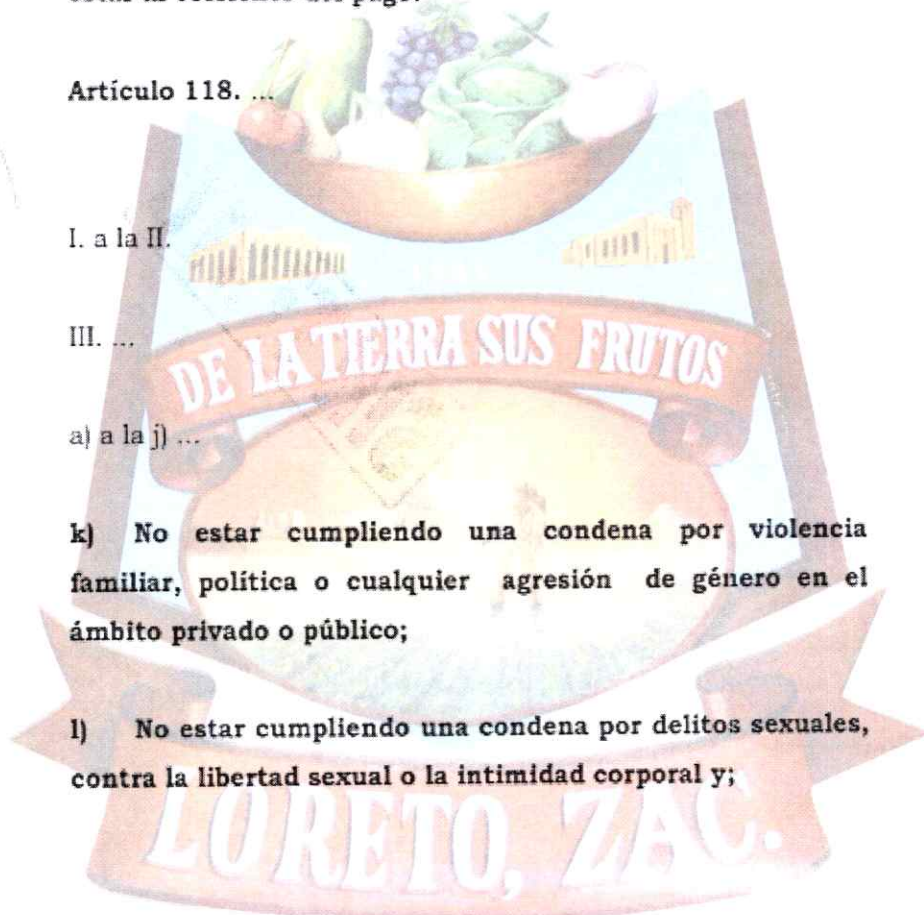 Artículo 118. ...
I. a la II.
III. ...
DE LA TIERRA SUS FRUTOS
a) a la j) ...
k) No estar cumpliendo una condena por violencia
familiar, política o cualquier agresión de género en el
ámbito privado o público;
l) No estar cumpliendo una condena por delitos sexuales,
contra la libertad sexual o la intimidad corporal y;
LORETO, ZAC.